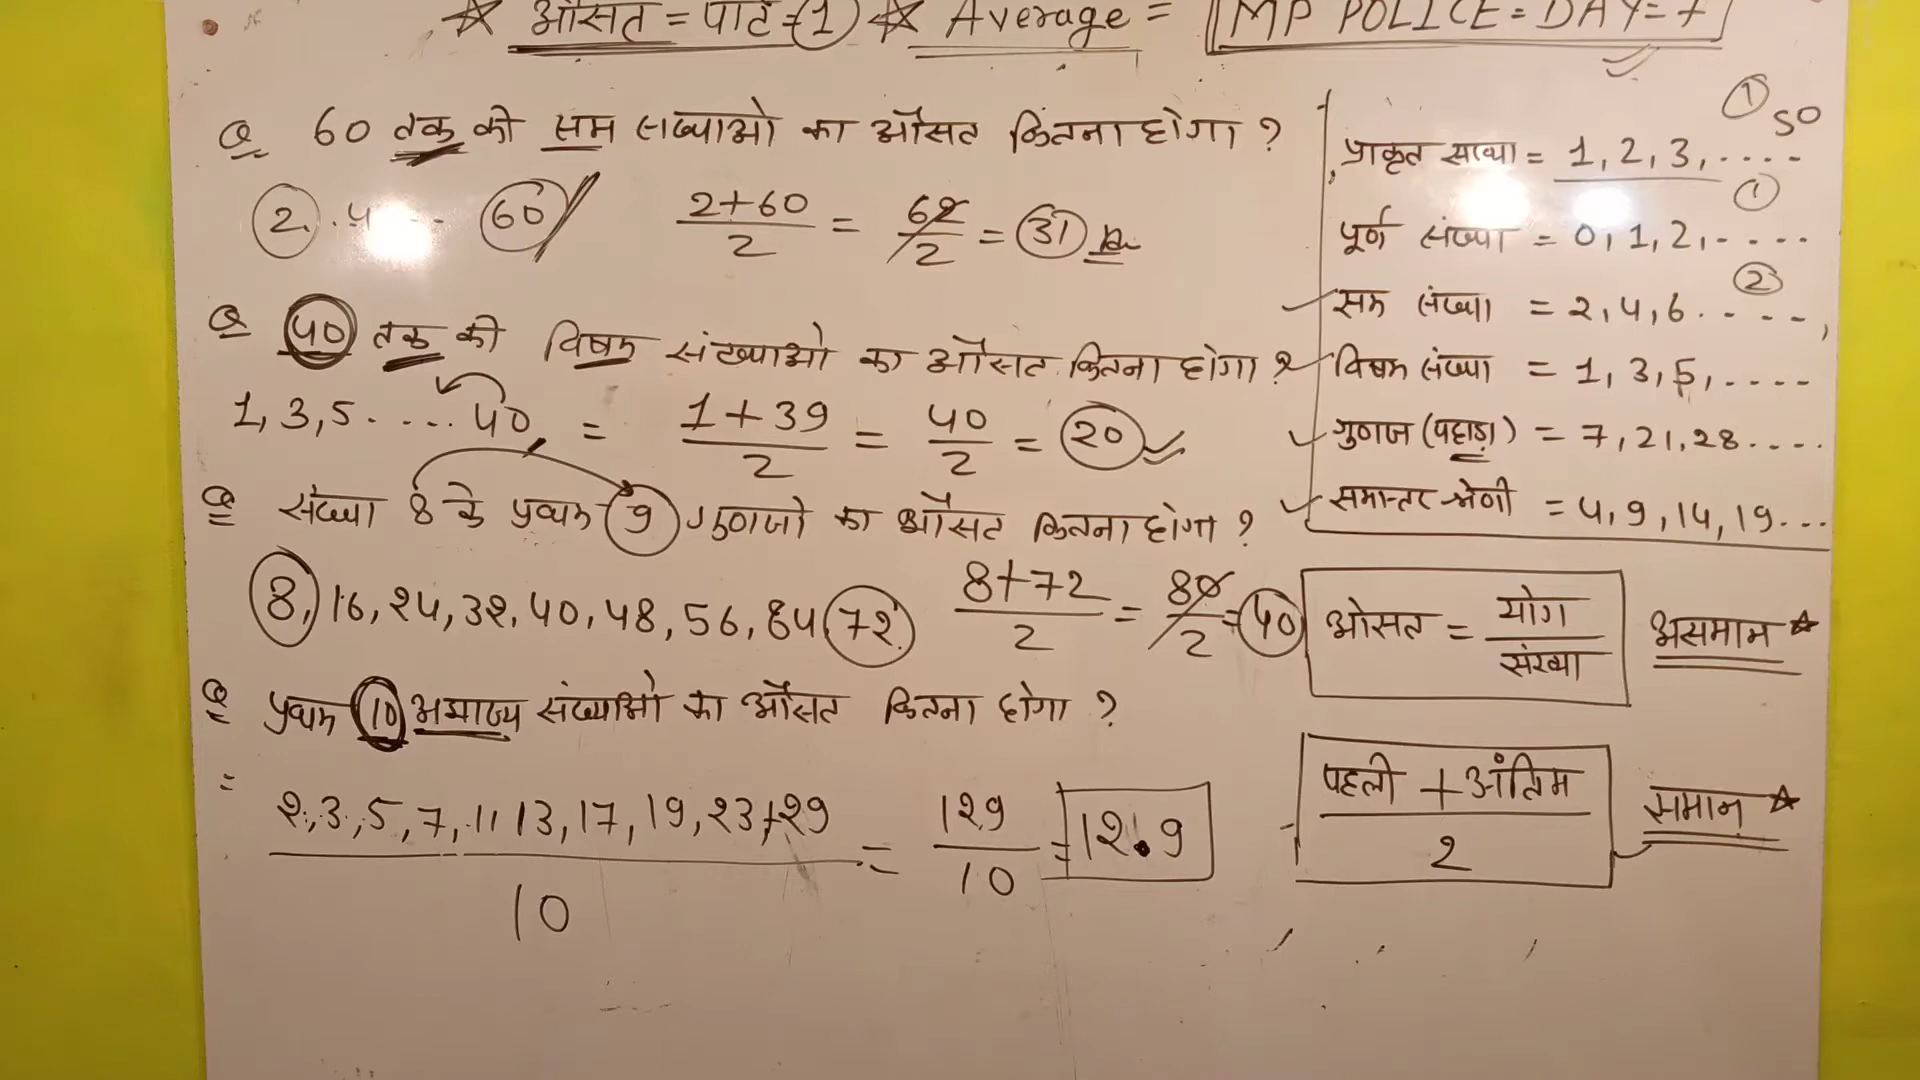 ☆ औसत = पार्ट-① ☆ Average = MP POLICE = DAY = 7
Q 60 तक की सम संख्याओ का औसत कितना होगा ?
2. .4 .. 60 2+60/2 = 62/2 = 31
Q 40 तक की विषम संख्याओ का औसत कितना होगा ?
1, 3, 5 ..... 40 = 1+39/2 = 40/2 = 20
Q संख्या 8 के प्रथम 9 गुणजो का औसत कितना होगा ?
8, 16, 24, 32, 40, 48, 56, 64 72 8+72/2 = 80/2 = 40
Q प्रथम 10 अभाज्य संख्याओ का औसत कितना होगा ?
= 2, 3, 5, 7, 11 13, 17, 19, 23+29/10 = 129/10 = 12.9
① 50
प्राकृत संख्या = 1, 2, 3, ....
①
पूर्ण संख्या = 0, 1, 2, ....
②
सम संख्या = 2, 4, 6 .....
विषम संख्या = 1, 3, 5, ....
गुणज (पहाड़ा) = 7, 21, 28 ....
समान्तर श्रेणी = 4, 9, 14, 19 ...
औसत = योग/संख्या असमान ☆
पहली + अंतिम/2 समान ☆